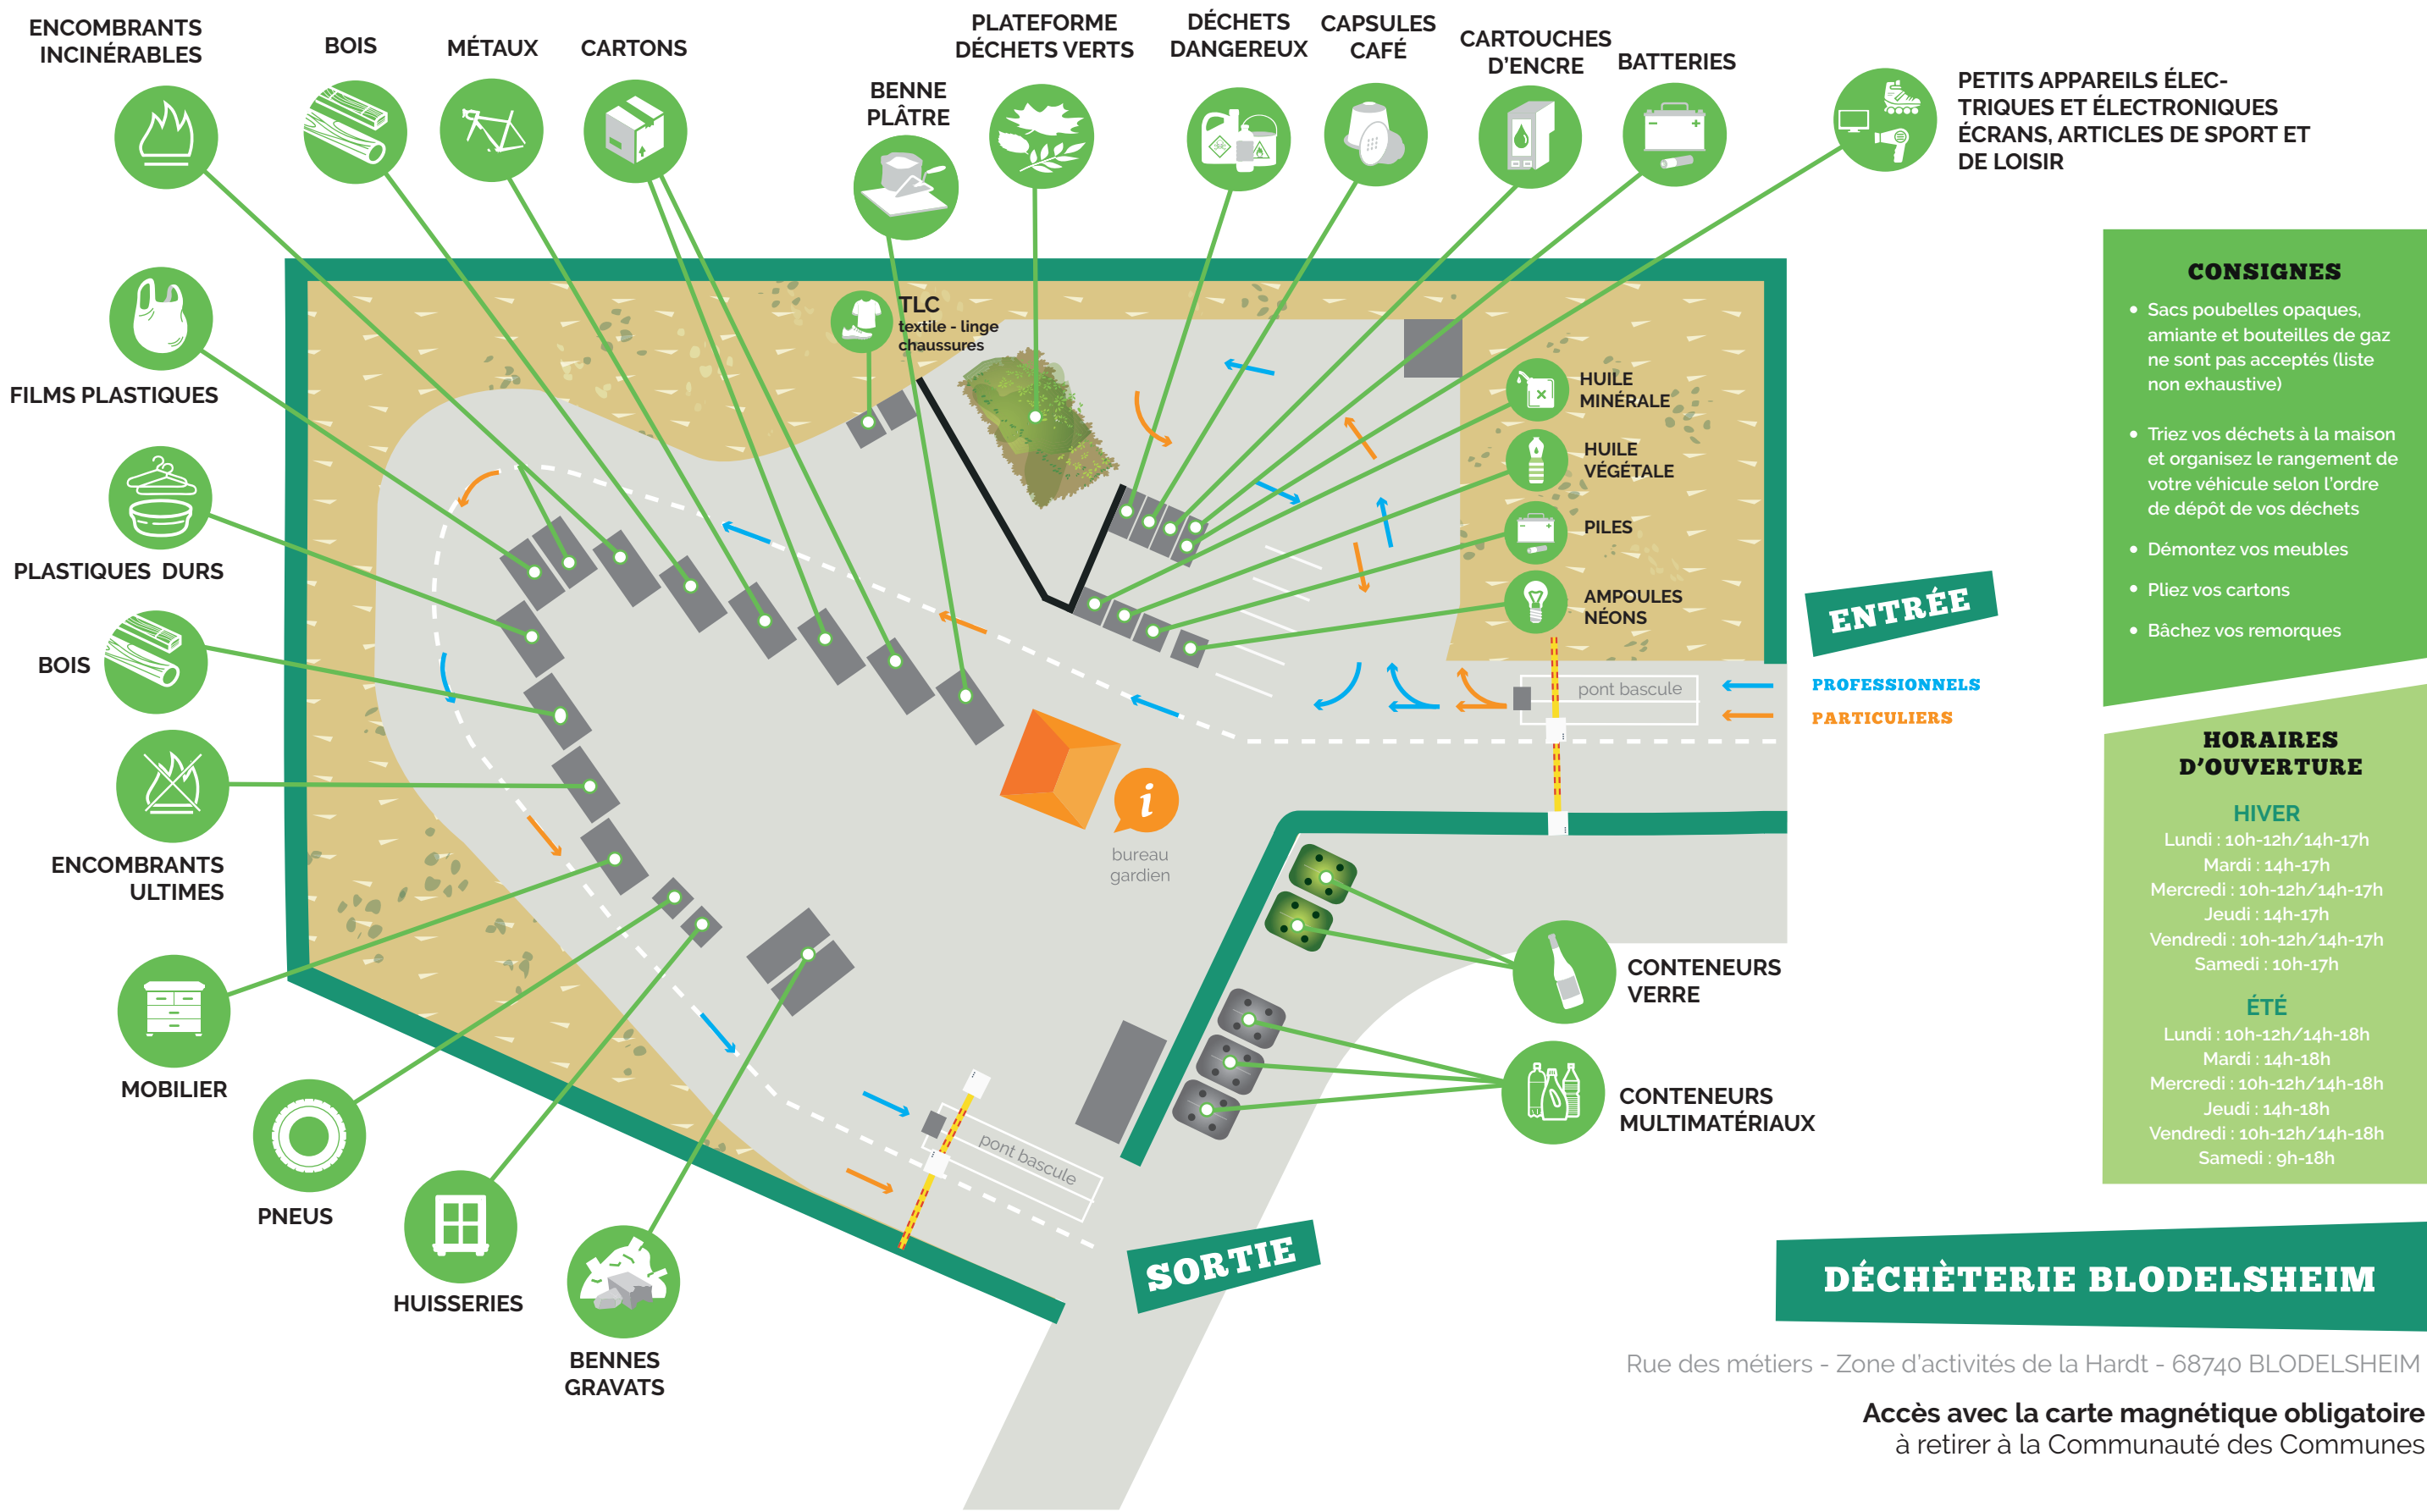 ENCOMBRANTS
INCINÉRABLES
BOIS
MÉTAUX
CARTONS
BENNE
PLÂTRE
PLATEFORME
DÉCHETS VERTS
DÉCHETS
DANGEREUX
CAPSULES
CAFÉ
CARTOUCHES
D'ENCRE
BATTERIES
PETITS APPAREILS ÉLEC-
TRIQUES ET ÉLECTRONIQUES
ÉCRANS, ARTICLES DE SPORT ET
DE LOISIR
TLC
textile - linge
chaussures
FILMS PLASTIQUES
PLASTIQUES DURS
BOIS
ENCOMBRANTS
ULTIMES
MOBILIER
PNEUS
HUISSERIES
BENNES
GRAVATS
HUILE
MINÉRALE
HUILE
VÉGÉTALE
PILES
AMPOULES
NÉONS
pont bascule
ENTRÉE
PROFESSIONNELS
PARTICULIERS
i
bureau
gardien
CONTENEURS
VERRE
CONTENEURS
MULTIMATÉRIAUX
pont bascule
SORTIE
CONSIGNES
• Sacs poubelles opaques,
amiante et bouteilles de gaz
ne sont pas acceptés (liste
non exhaustive)
• Triez vos déchets à la maison
et organisez le rangement de
votre véhicule selon l'ordre
de dépôt de vos déchets
• Démontez vos meubles
• Pliez vos cartons
• Bâchez vos remorques
HORAIRES
D'OUVERTURE
HIVER
Lundi : 10h-12h/14h-17h
Mardi : 14h-17h
Mercredi : 10h-12h/14h-17h
Jeudi : 14h-17h
Vendredi : 10h-12h/14h-17h
Samedi : 10h-17h
ÉTÉ
Lundi : 10h-12h/14h-18h
Mardi : 14h-18h
Mercredi : 10h-12h/14h-18h
Jeudi : 14h-18h
Vendredi : 10h-12h/14h-18h
Samedi : 9h-18h
DÉCHÈTERIE BLODELSHEIM
Rue des métiers - Zone d'activités de la Hardt - 68740 BLODELSHEIM
Accès avec la carte magnétique obligatoire
à retirer à la Communauté des Communes